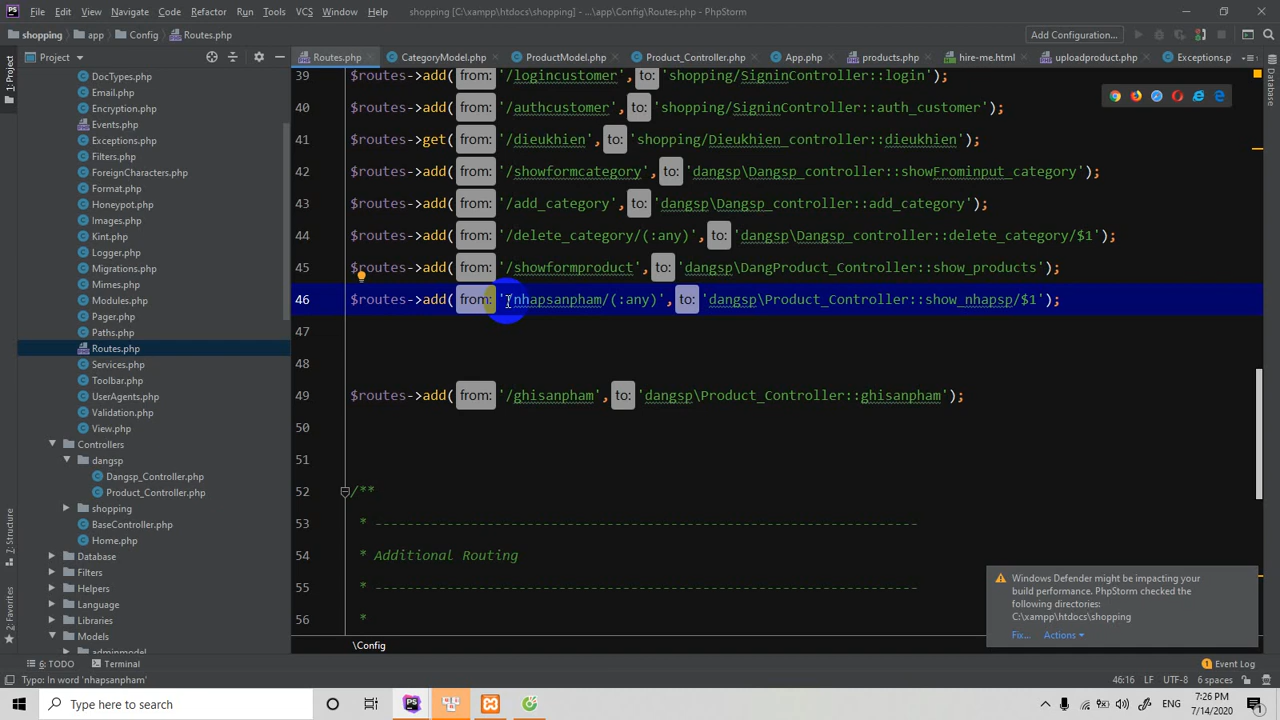 File Edit View Navigate Code Refactor Run Tools VCS Window Help shopping [C:\xampp\htdocs\shopping] - ...\app\Config\Routes.php - PhpStorm
shopping app Config Routes.php Add Configuration...
Project Routes.php CategoryModel.php ProductModel.php Product_Controller.php App.php products.php hire-me.html uploadproduct.php Exceptions.p
1: Project
Database
DocTypes.php
Email.php
Encryption.php
Events.php
Exceptions.php
Filters.php
ForeignCharacters.php
Format.php
Honeypot.php
Images.php
Kint.php
Logger.php
Migrations.php
Mimes.php
Modules.php
Pager.php
Paths.php
Routes.php
Services.php
Toolbar.php
UserAgents.php
Validation.php
View.php
Controllers
dangsp
Dangsp_Controller.php
Product_Controller.php
shopping
BaseController.php
Home.php
Database
Filters
Helpers
Language
Libraries
Models
adminmodel
7: Structure
2: Favorites
39 $routes->add( from: '/logincustomer', to: 'shopping/SigninController::login');
40 $routes->add( from: '/authcustomer', to: 'shopping/SigninController::auth_customer');
41 $routes->get( from: '/dieukhien', to: 'shopping/Dieukhien_controller::dieukhien');
42 $routes->add( from: '/showformcategory', to: 'dangsp\Dangsp_controller::showFrominput_category');
43 $routes->add( from: '/add_category', to: 'dangsp\Dangsp_controller::add_category');
44 $routes->add( from: '/delete_category/(:any)', to: 'dangsp\Dangsp_controller::delete_category/$1');
45 $routes->add( from: '/showformproduct', to: 'dangsp\DangProduct_Controller::show_products');
46 $routes->add( from: '/nhapsanpham/(:any)', to: 'dangsp\Product_Controller::show_nhapsp/$1');
47
48
49 $routes->add( from: '/ghisanpham', to: 'dangsp\Product_Controller::ghisanpham');
50
51
52 /**
53 * --------------------------------------------------------------------
54 * Additional Routing
55 * --------------------------------------------------------------------
56 *
\Config
Windows Defender might be impacting your
build performance. PhpStorm checked the
following directories:
C:\xampp\htdocs\shopping
Fix... Actions
6: TODO Terminal Event Log
Typo: In word 'nhapsanpham' 46:16 LF UTF-8 6 spaces
Type here to search
PS
ENG
7:26 PM
7/14/2020
1